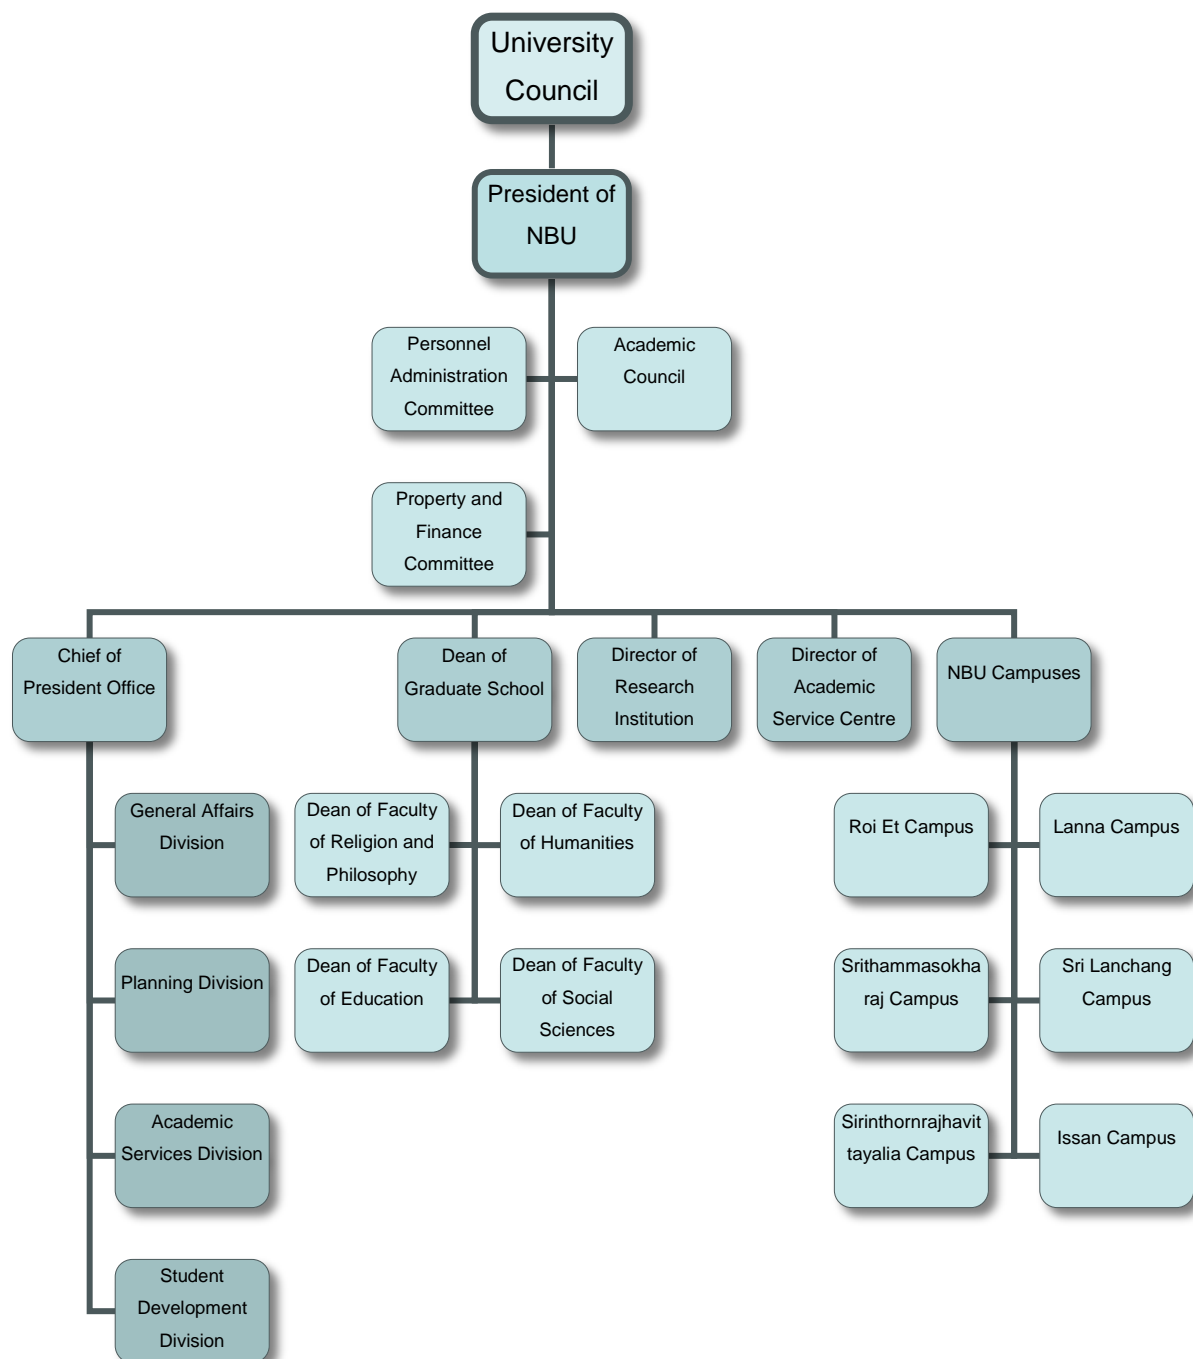 University
Council
President of
NBU
Personnel
Administration
Committee
Academic
Council
Property and
Finance
Committee
Chief of
President Office
Dean of
Graduate School
Director of
Research
Institution
Director of
Academic
Service Centre
NBU Campuses
General Affairs
Division
Dean of Faculty
of Religion and
Philosophy
Dean of Faculty
of Humanities
Roi Et Campus
Lanna Campus
Planning Division
Dean of Faculty
of Education
Dean of Faculty
of Social
Sciences
Srithammasokha
raj Campus
Sri Lanchang
Campus
Academic
Services Division
Sirinthornrajhavit
tayalia Campus
Issan Campus
Student
Development
Division